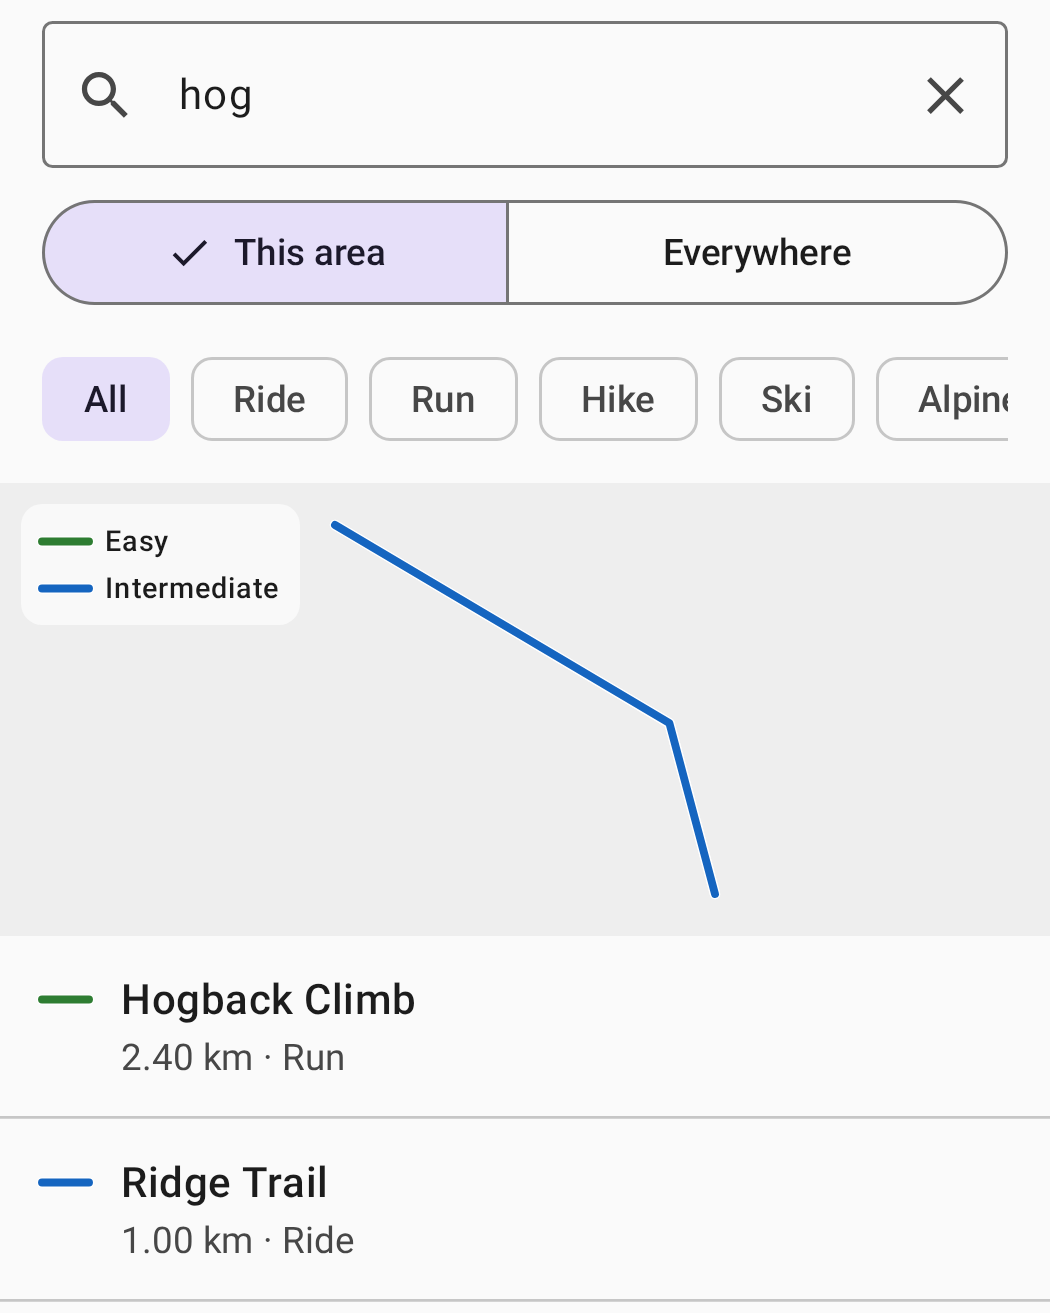 hog
This area
Everywhere
All
Ride
Run
Hike
Ski
Alpine
Easy
Intermediate
Hogback Climb
2.40 km · Run
Ridge Trail
1.00 km · Ride